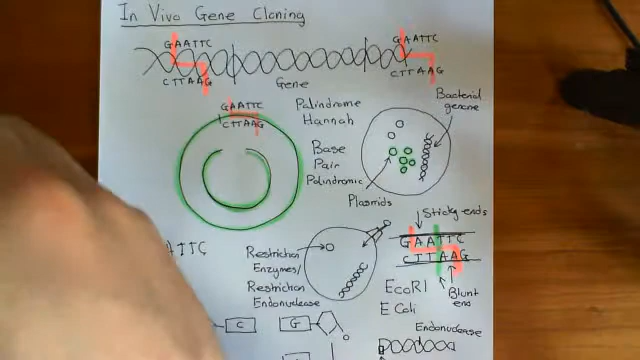 In Vivo Gene Cloning
GAATTC
CTTAAG
Gene
GAATTC
CTTAAG
GAATTC
CTTAAG
Palindrome
Hannah
Base
Pair
Palindromic
Bacterial
genome
Plasmids
ATTC
Restriction
Enzymes/
Restriction
Endonuclease
Sticky ends
GAATTC
CTTAAG
Blunt
end
EcoRI
E Coli
Endonuclease
C
G